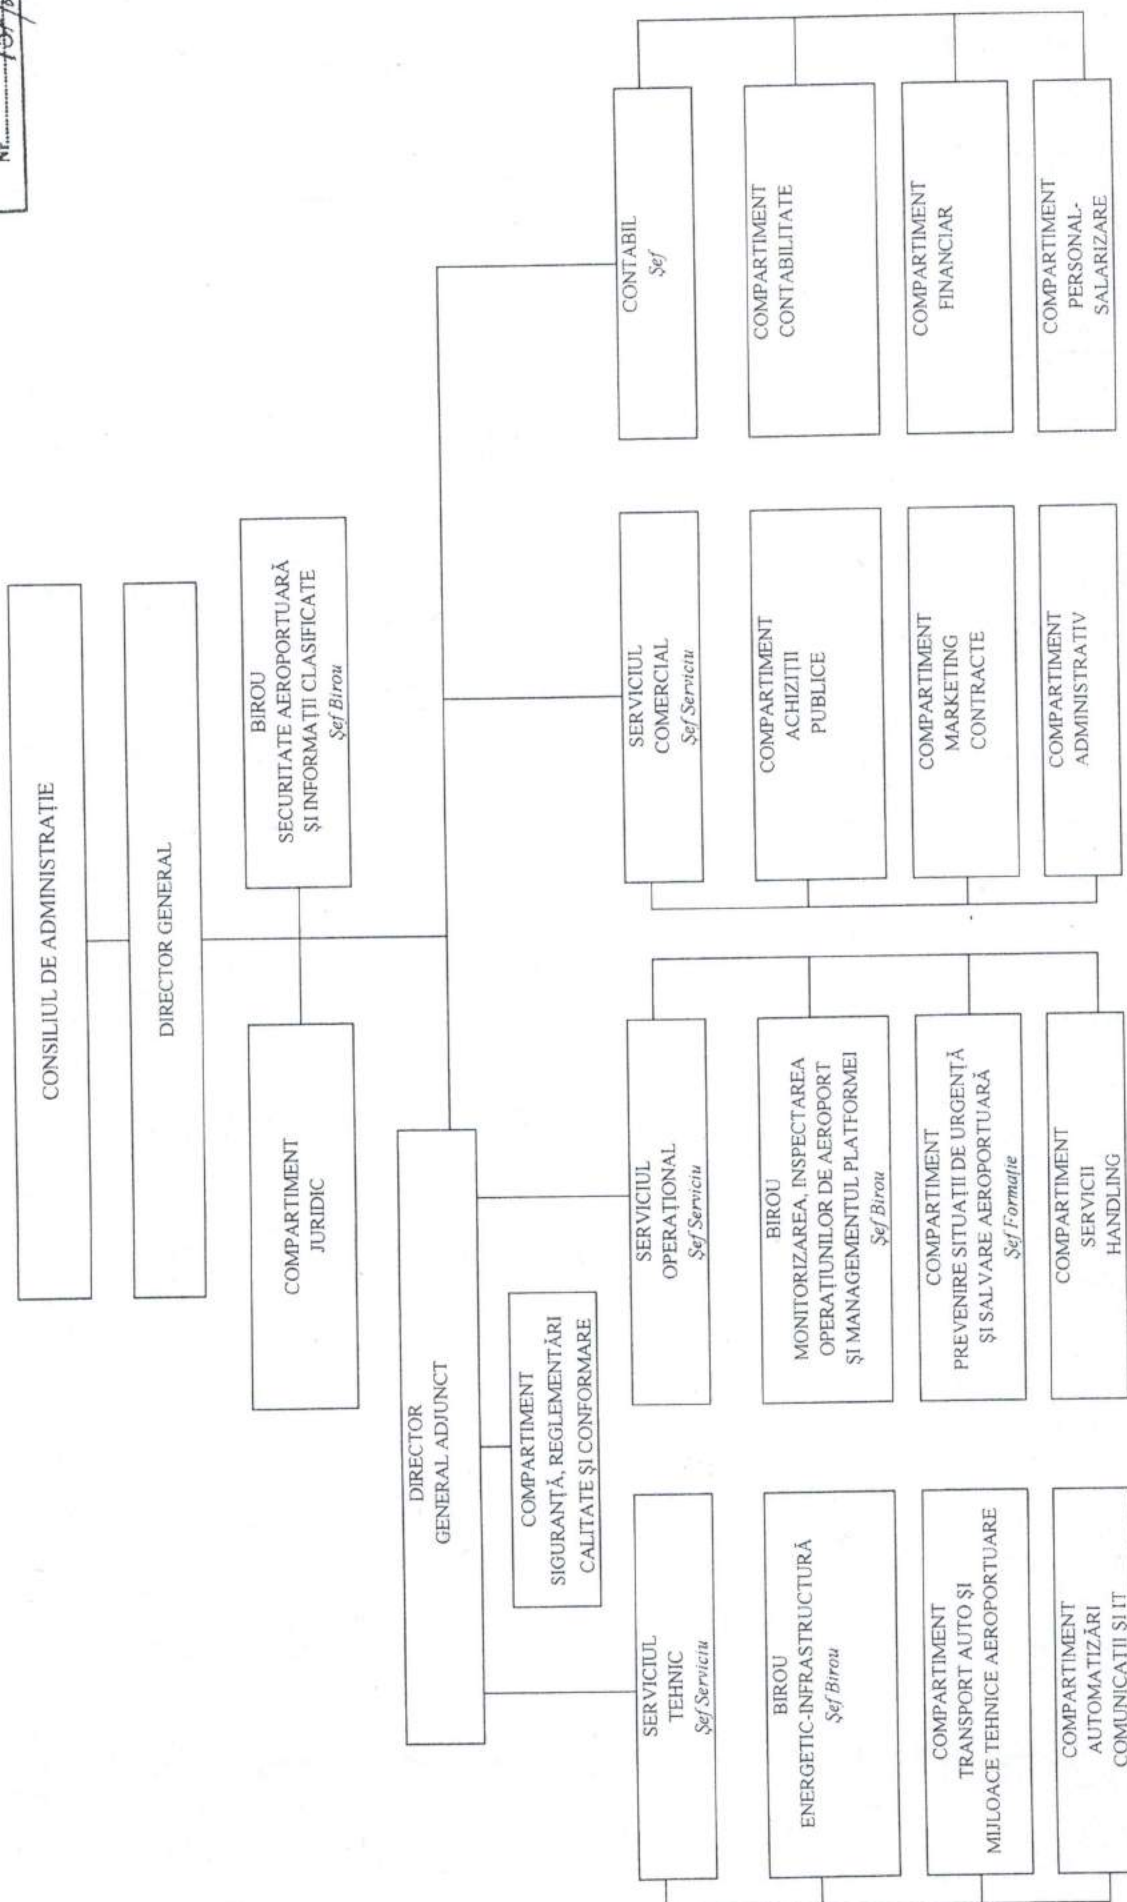 Nr.
CONSILIUL DE ADMINISTRAȚIE
DIRECTOR GENERAL
COMPARTIMENT
JURIDIC
BIROU
SECURITATE AEROPORTUARĂ
ȘI INFORMAȚII CLASIFICATE
Șef Birou
DIRECTOR
GENERAL ADJUNCT
COMPARTIMENT
SIGURANȚĂ, REGLEMENTĂRI
CALITATE ȘI CONFORMARE
SERVICIUL
TEHNIC
Șef Serviciu
BIROU
ENERGETIC-INFRASTRUCTURĂ
Șef Birou
COMPARTIMENT
TRANSPORT AUTO ȘI
MIJLOACE TEHNICE AEROPORTUARE
COMPARTIMENT
AUTOMATIZĂRI
COMUNICAȚII ȘI IT
SERVICIUL
OPERAȚIONAL
Șef Serviciu
BIROU
MONITORIZAREA, INSPECTAREA
OPERAȚIUNILOR DE AEROPORT
ȘI MANAGEMENTUL PLATFORMEI
Șef Birou
COMPARTIMENT
PREVENIRE SITUAȚII DE URGENȚĂ
ȘI SALVARE AEROPORTUARĂ
Șef Formație
COMPARTIMENT
SERVICII
HANDLING
SERVICIUL
COMERCIAL
Șef Serviciu
COMPARTIMENT
ACHIZIȚII
PUBLICE
COMPARTIMENT
MARKETING
CONTRACTE
COMPARTIMENT
ADMINISTRATIV
CONTABIL
Șef
COMPARTIMENT
CONTABILITATE
COMPARTIMENT
FINANCIAR
COMPARTIMENT
PERSONAL-
SALARIZARE